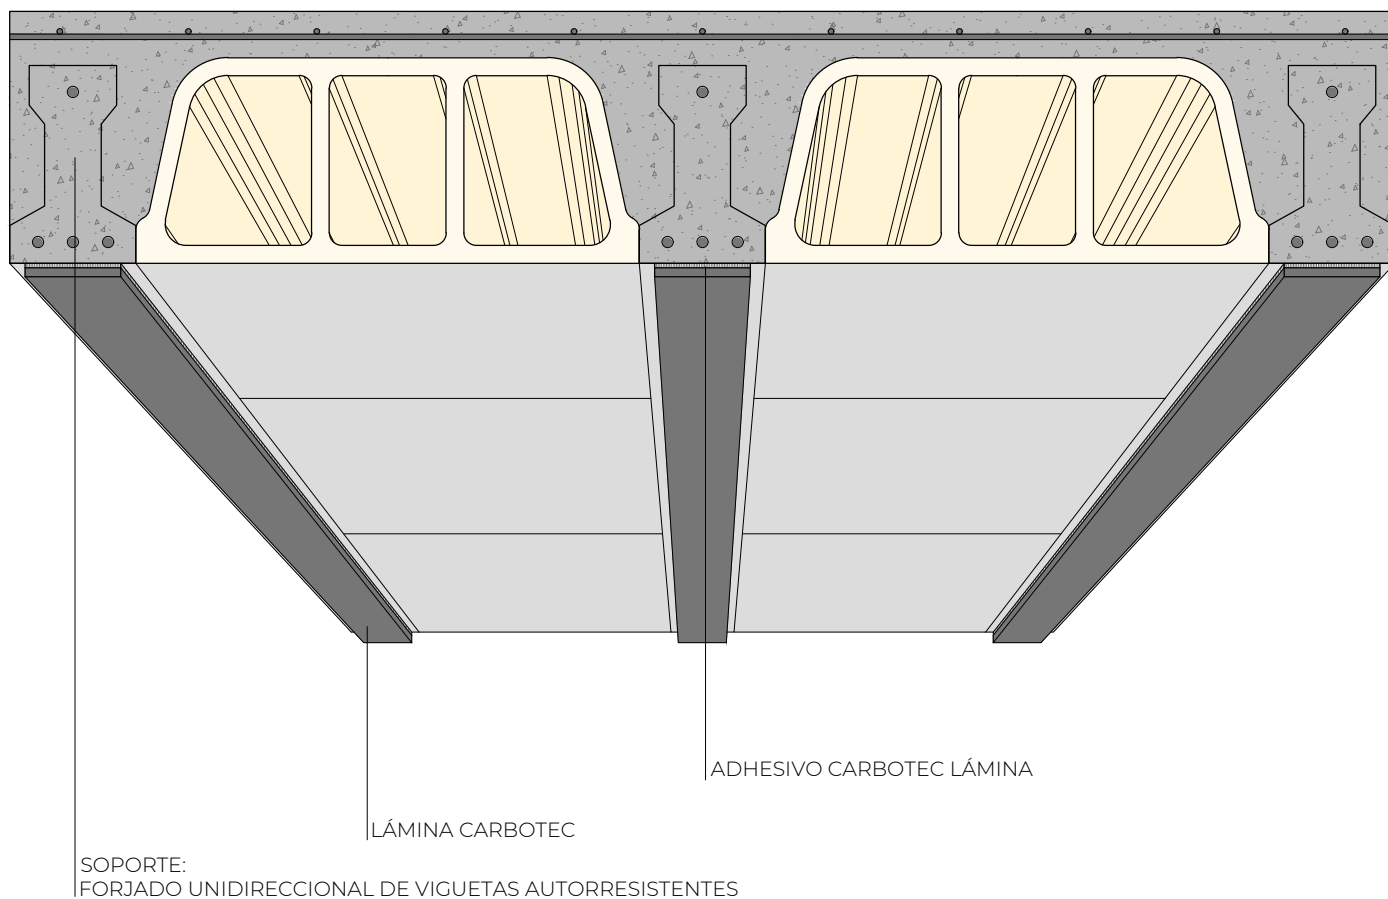 ADHESIVO CARBOTEC LÁMINA
LÁMINA CARBOTEC
SOPORTE:
FORJADO UNIDIRECCIONAL DE VIGUETAS AUTORRESISTENTES